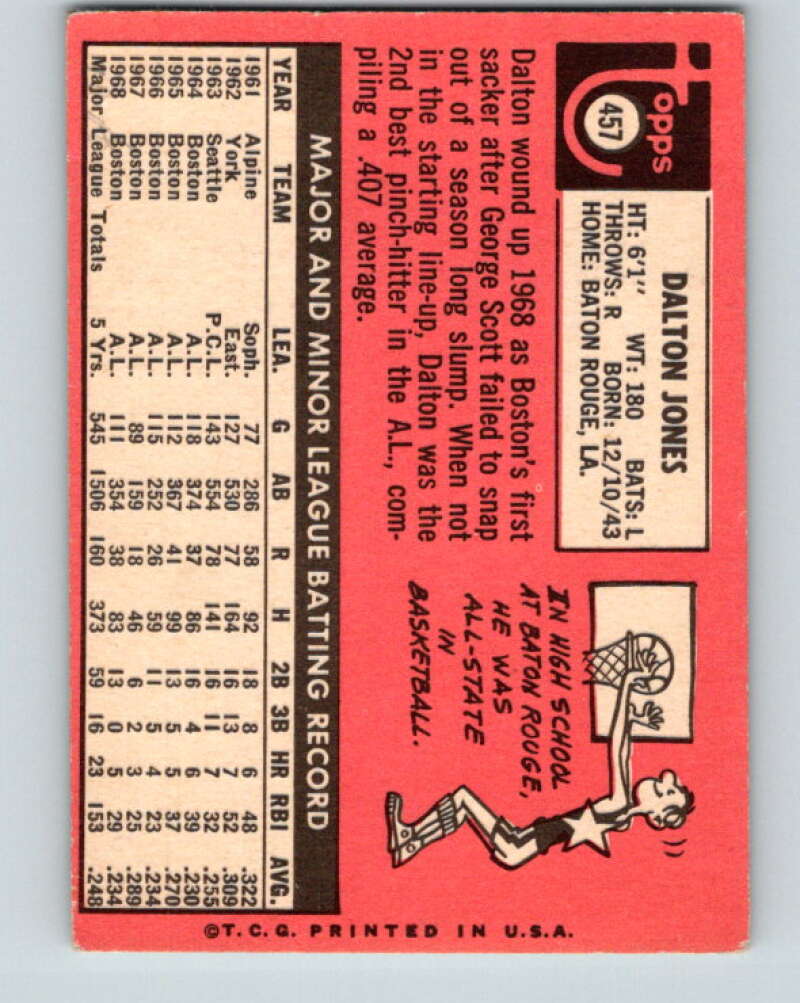 Topps
457
DALTON JONES
HT: 6'1" WT: 180 BATS: L
THROWS: R BORN: 12/10/43
HOME: BATON ROUGE, LA.
Dalton wound up 1968 as Boston's first
sacker after George Scott failed to snap
out of a season long slump. When not
in the starting line-up, Dalton was the
2nd best pinch-hitter in the A.L., com-
piling a .407 average.
IN HIGH SCHOOL
AT BATON ROUGE,
HE WAS
ALL-STATE
IN
BASKETBALL.
MAJOR AND MINOR LEAGUE BATTING RECORD
YEAR TEAM LEA. G AB R H 2B 3B HR RBI AVG.
1961 Alpine Soph. 77 286 58 92 18 8 6 48 .322
1962 York East. 127 530 77 164 16 13 7 52 .309
1963 Seattle P.C.L. 143 554 78 141 16 11 7 32 .255
1964 Boston A.L. 118 374 37 86 16 4 6 39 .230
1965 Boston A.L. 112 367 41 99 13 5 5 37 .270
1966 Boston A.L. 115 252 26 59 11 5 4 23 .234
1967 Boston A.L. 89 159 18 46 6 2 3 25 .289
1968 Boston A.L. 111 354 38 83 13 0 5 29 .234
Major League Totals 5 Yrs. 545 1506 160 373 59 16 23 153 .248
©T.C.G. PRINTED IN U.S.A.